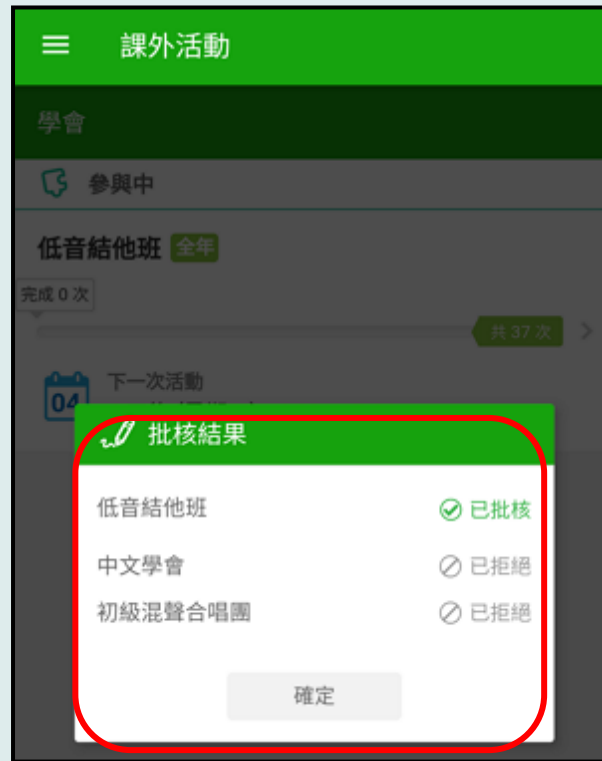 課外活動
學會
參與中
低音結他班 全年
完成 0 次
共 37 次
下一次活動
04
批核結果
低音結他班 已批核
中文學會 已拒絕
初級混聲合唱團 已拒絕
確定